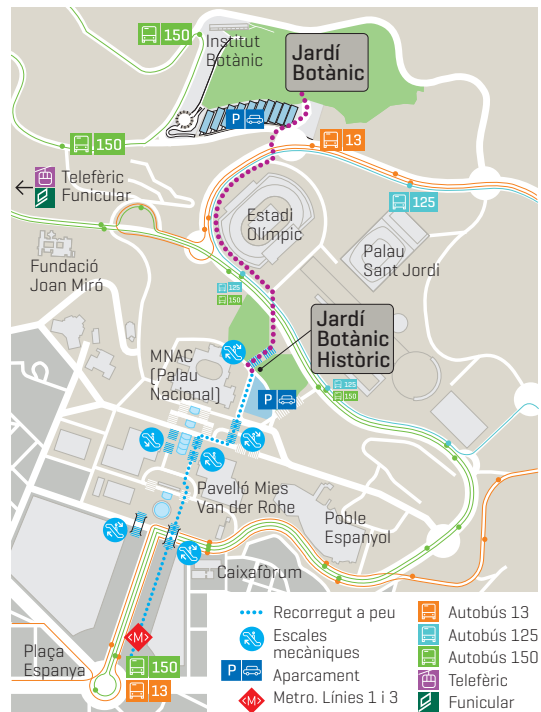 150
Institut
Botànic
Jardí
Botànic
P
13
150
Telefèric
Funicular
125
Estadi
Olímpic
Palau
Sant Jordi
Fundació
Joan Miró
125
150
Jardí
Botànic
Històric
MNAC
(Palau
Nacional)
125
150
P
Pavelló Mies
Van der Rohe
Poble
Espanyol
Caixafòrum
Plaça
Espanya
<M>
150
13
Recorregut a peu
Escales
mecàniques
P Aparcament
<M> Metro. Línies 1 i 3
Autobús 13
Autobús 125
Autobús 150
Telefèric
Funicular